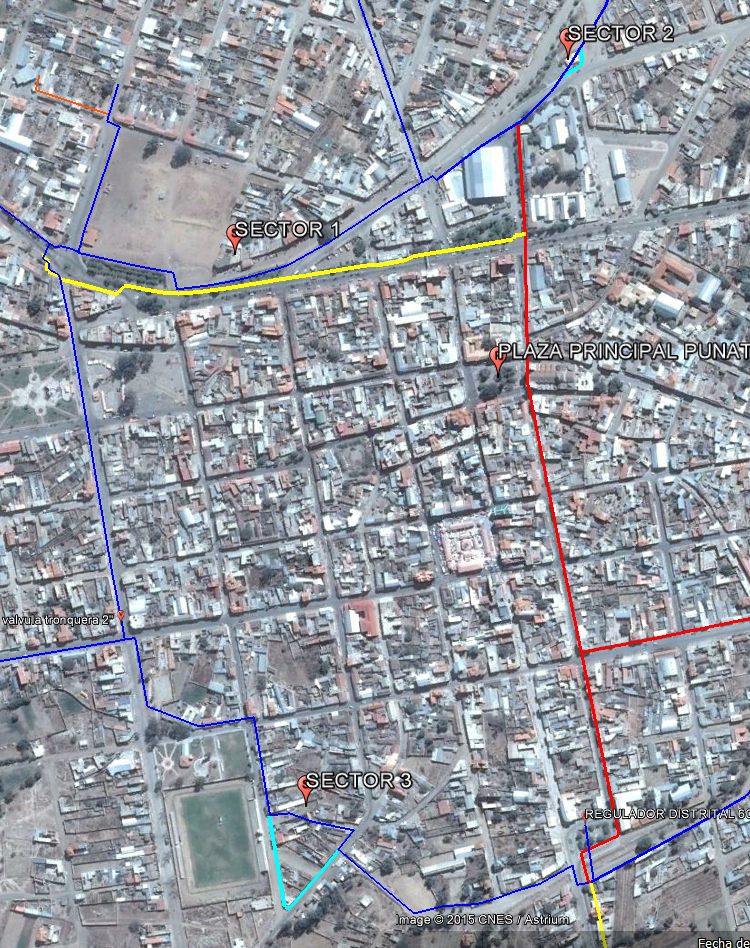 SECTOR 2
SECTOR 1
PLAZA PRINCIPAL PUNAT
valvula tronquera 2"
SECTOR 3
REGULADOR DISTRITAL 60
Image © 2015 CNES / Astrium
Fecha de